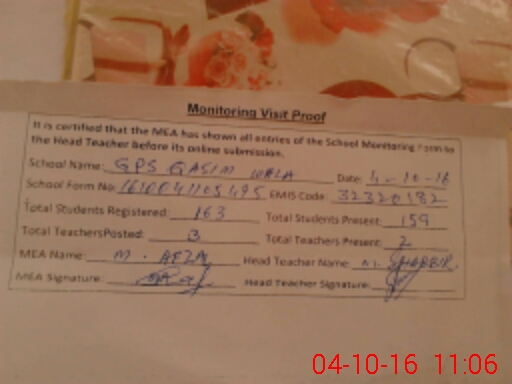 Monitoring Visit Proof
It is certified that the MEA has shown all entries of the School Monitoring Form to
the Head Teacher before its online submission.
School Name: GPS QASIM WALA Date: 4-10-16
School Form No: 1610041105495 EMIS Code: 32320182
Total Students Registered: 163 Total Students Present: 159
Total TeachersPosted: 3 Total Teachers Present: 2
MEA Name: M. AFZAL Head Teacher Name: M. SHABBIR.
MEA Signature: Head Teacher Signature:
04-10-16 11:06